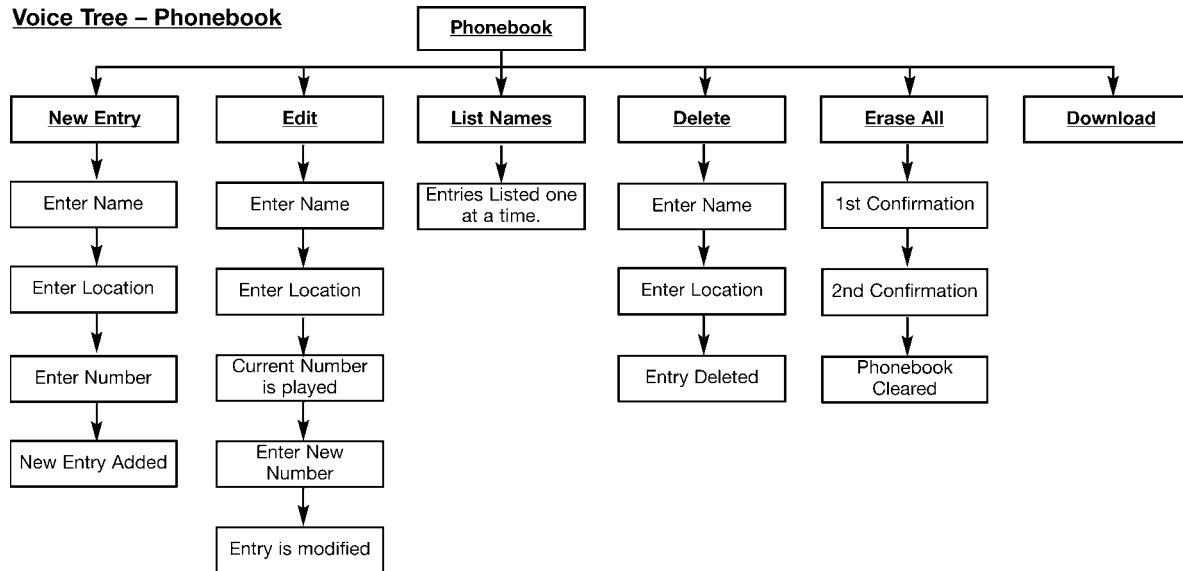 Voice Tree – Phonebook
Phonebook
New Entry
Edit
List Names
Delete
Erase All
Download
Enter Name
Enter Name
Entries Listed one
at a time.
Enter Name
1st Confirmation
Enter Location
Enter Location
Enter Location
2nd Confirmation
Enter Number
Current Number
is played
Entry Deleted
Phonebook
Cleared
New Entry Added
Enter New
Number
Entry is modified